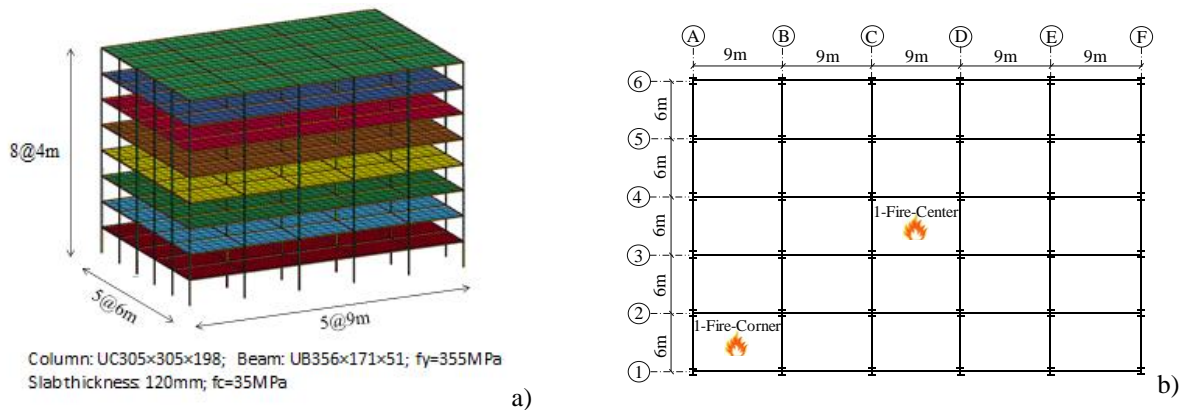 8@4m
5@6m
5@9m
Column: UC305×305×198; Beam: UB356×171×51; fy=355MPa
Slab thickness: 120mm; fc=35MPa
a)
A B C D E F
9m 9m 9m 9m 9m
6
6m
5
6m
4
1-Fire-Center
6m
3
6m
2
1-Fire-Corner
6m
1
b)